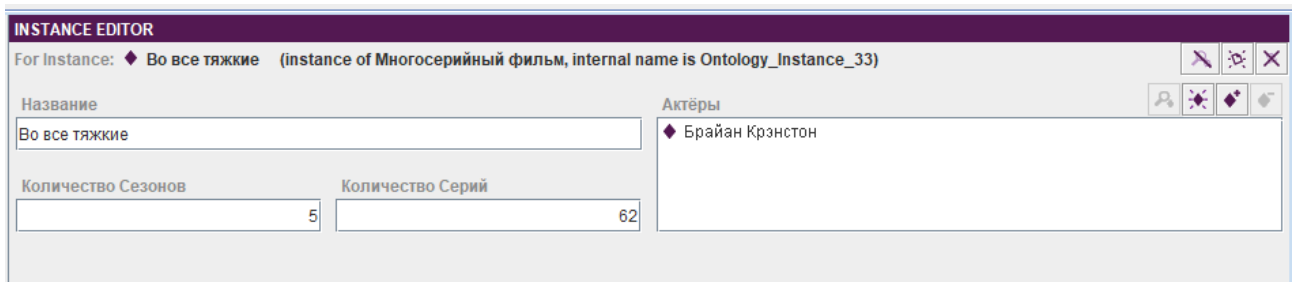 INSTANCE EDITOR
For Instance: Во все тяжкие (instance of Многосерийный фильм, internal name is Ontology_Instance_33)
Название
Во все тяжкие
Количество Сезонов
5
Количество Серий
62
Актёры
Брайан Крэнстон